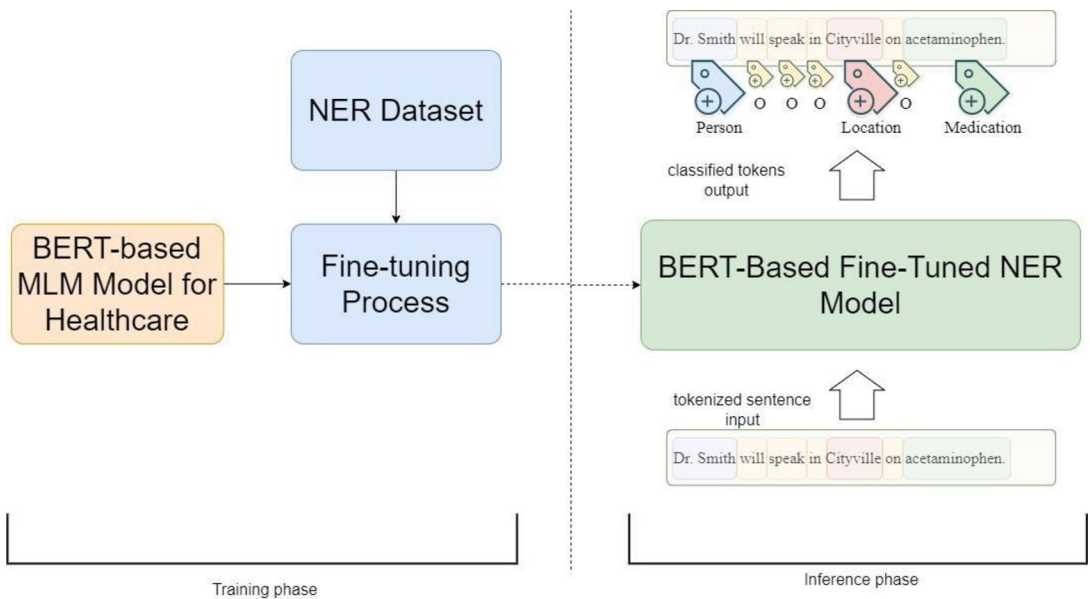 NER Dataset
BERT-based
MLM Model for
Healthcare
Fine-tuning
Process
Training phase
Dr. Smith will speak in Cityville on acetaminophen.
O O O O
Person Location Medication
classified tokens
output
BERT-Based Fine-Tuned NER
Model
tokenized sentence
input
Dr. Smith will speak in Cityville on acetaminophen.
Inference phase